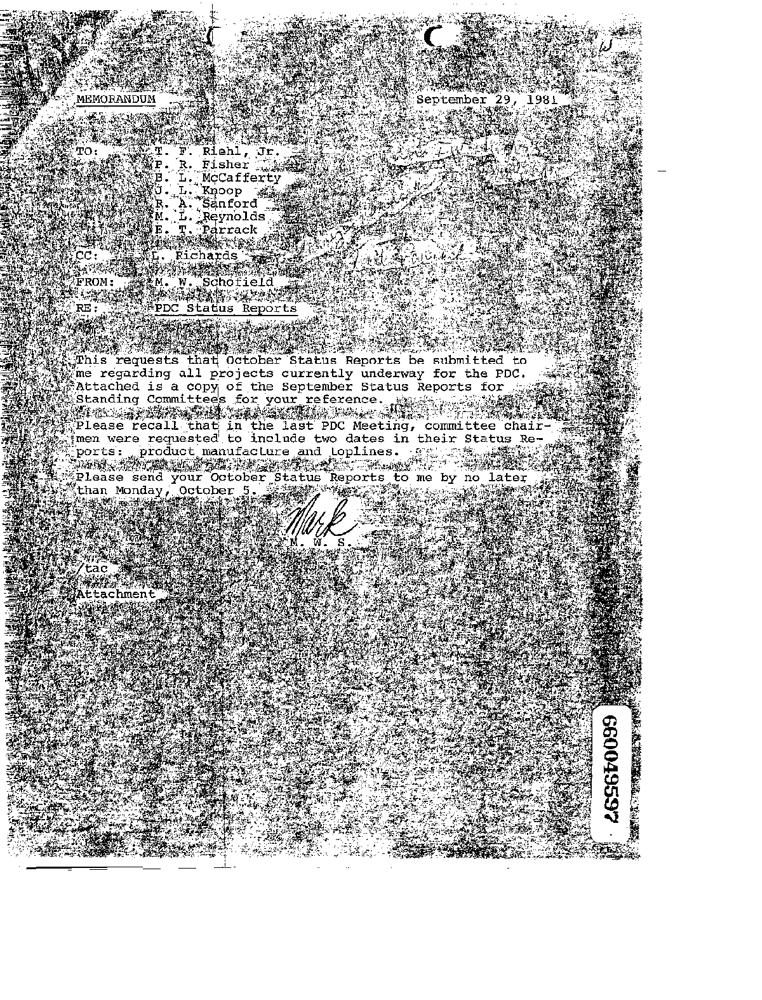 MEMORANDUM
September 29, 1981
TO:
T. F. Riehl, Jr.
P. R. Fisher
B. L. McCafferty
J. L. Knoop
R. A. Sanford
M. L. Reynolds
E. T. Parrack
CC:
L. Richards
FROM:
M. W. Schofield
RE:
PDC Status Reports
This requests that October Status Reports be submitted to
me regarding all projects currently underway for the PDC.
Attached is a copy of the September Status Reports for
Standing Committees for your reference.
Please recall that in the last PDC Meeting, committee chair-
men were requested to include two dates in their Status Re-
ports: product manufacture and toplines.
Please send your October Status Reports to me by no later
than Monday, October 5.
Mark
M. W. S.
/tac
Attachment
660049597